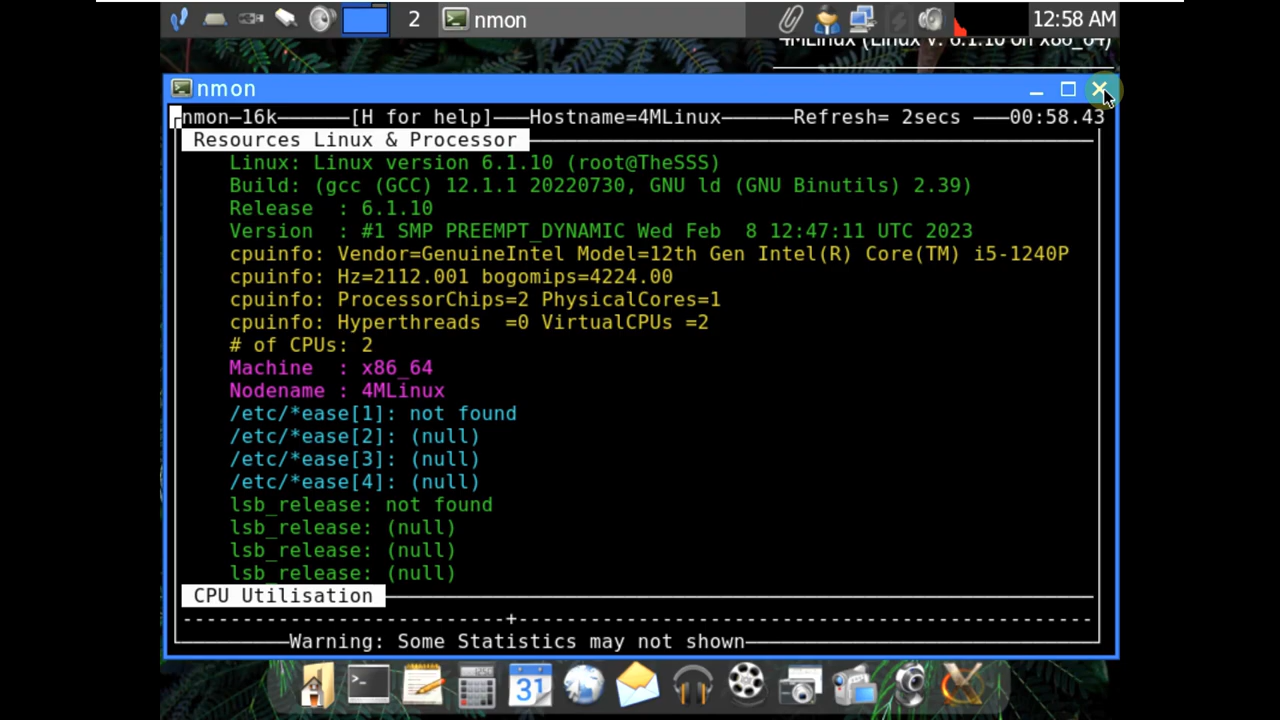 2
nmon
12:58 AM
4MLinux (Linux v. 6.1.10 on x86_64)
nmon
nmon-16k [H for help] Hostname=4MLinux Refresh= 2secs 00:58.43
Resources Linux & Processor
Linux: Linux version 6.1.10 (root@TheSSS)
Build: (gcc (GCC) 12.1.1 20220730, GNU ld (GNU Binutils) 2.39)
Release : 6.1.10
Version : #1 SMP PREEMPT_DYNAMIC Wed Feb 8 12:47:11 UTC 2023
cpuinfo: Vendor=GenuineIntel Model=12th Gen Intel(R) Core(TM) i5-1240P
cpuinfo: Hz=2112.001 bogomips=4224.00
cpuinfo: ProcessorChips=2 PhysicalCores=1
cpuinfo: Hyperthreads =0 VirtualCPUs =2
# of CPUs: 2
Machine : x86_64
Nodename : 4MLinux
/etc/*ease[1]: not found
/etc/*ease[2]: (null)
/etc/*ease[3]: (null)
/etc/*ease[4]: (null)
lsb_release: not found
lsb_release: (null)
lsb_release: (null)
lsb_release: (null)
CPU Utilisation
---------------------------+-------------------------------------------------
Warning: Some Statistics may not shown
31